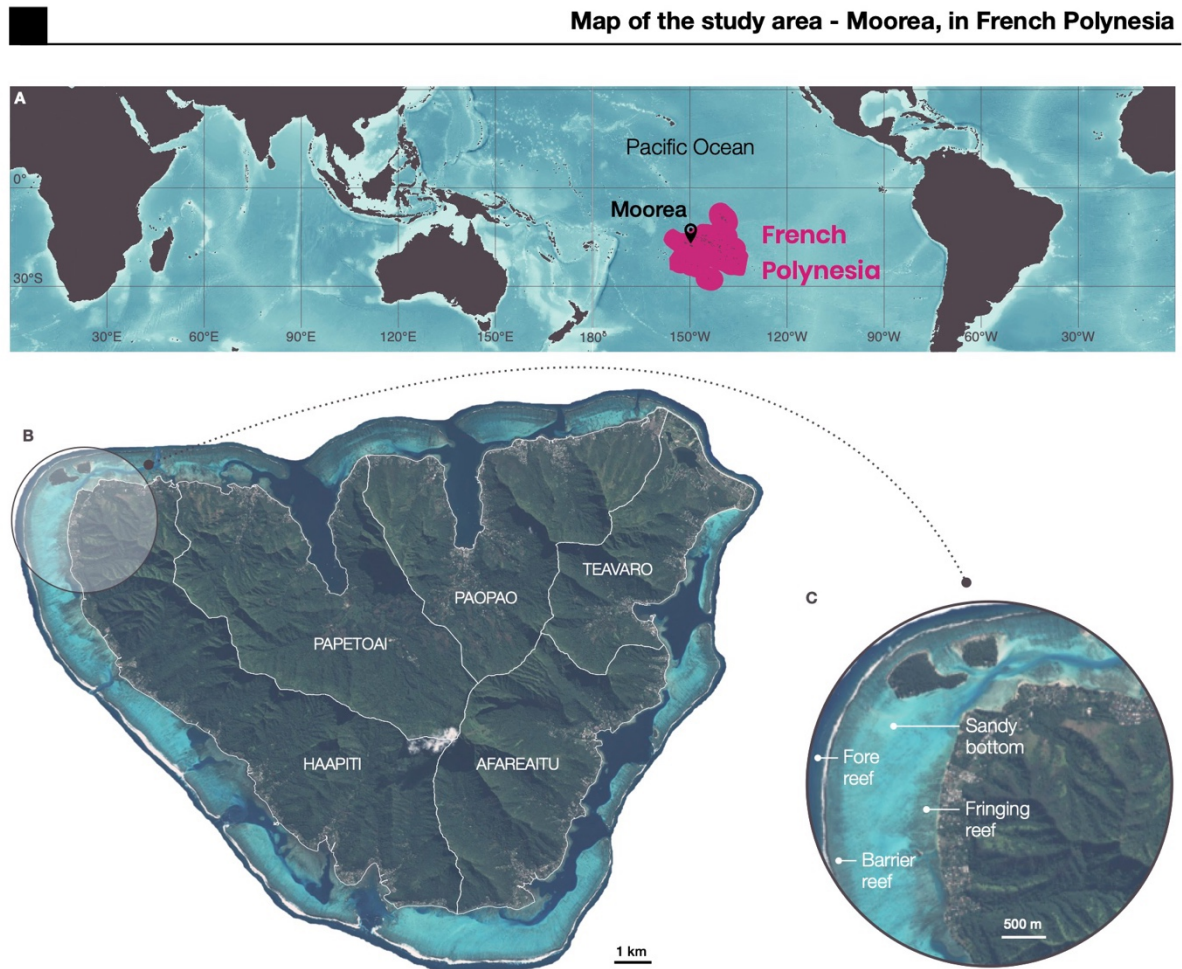 Map of the study area - Moorea, in French Polynesia
A
Pacific Ocean
0°
Moorea
French
Polynesia
30°S
30°E
60°E
90°E
120°E
150°E
180°
150°W
120°W
90°W
60°W
30°W
B
TEAVARO
PAOPAO
PAPETOAI
HAAPITI
AFAREAITU
1 km
C
Sandy
bottom
Fore
reef
Fringing
reef
Barrier
reef
500 m